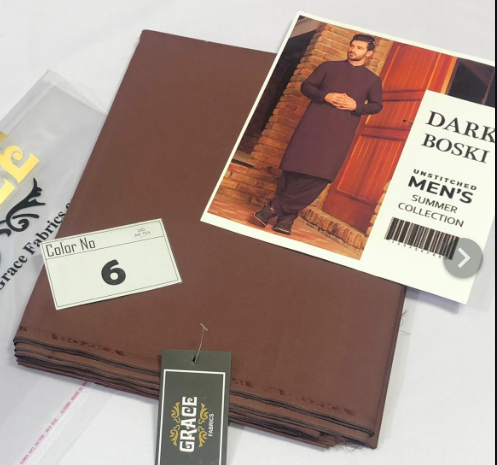 DARK
BOSKI
UNSTITCHED
MEN'S
SUMMER
COLLECTION
Color No
6
GRACE
FABRICS
Grace Fabrics